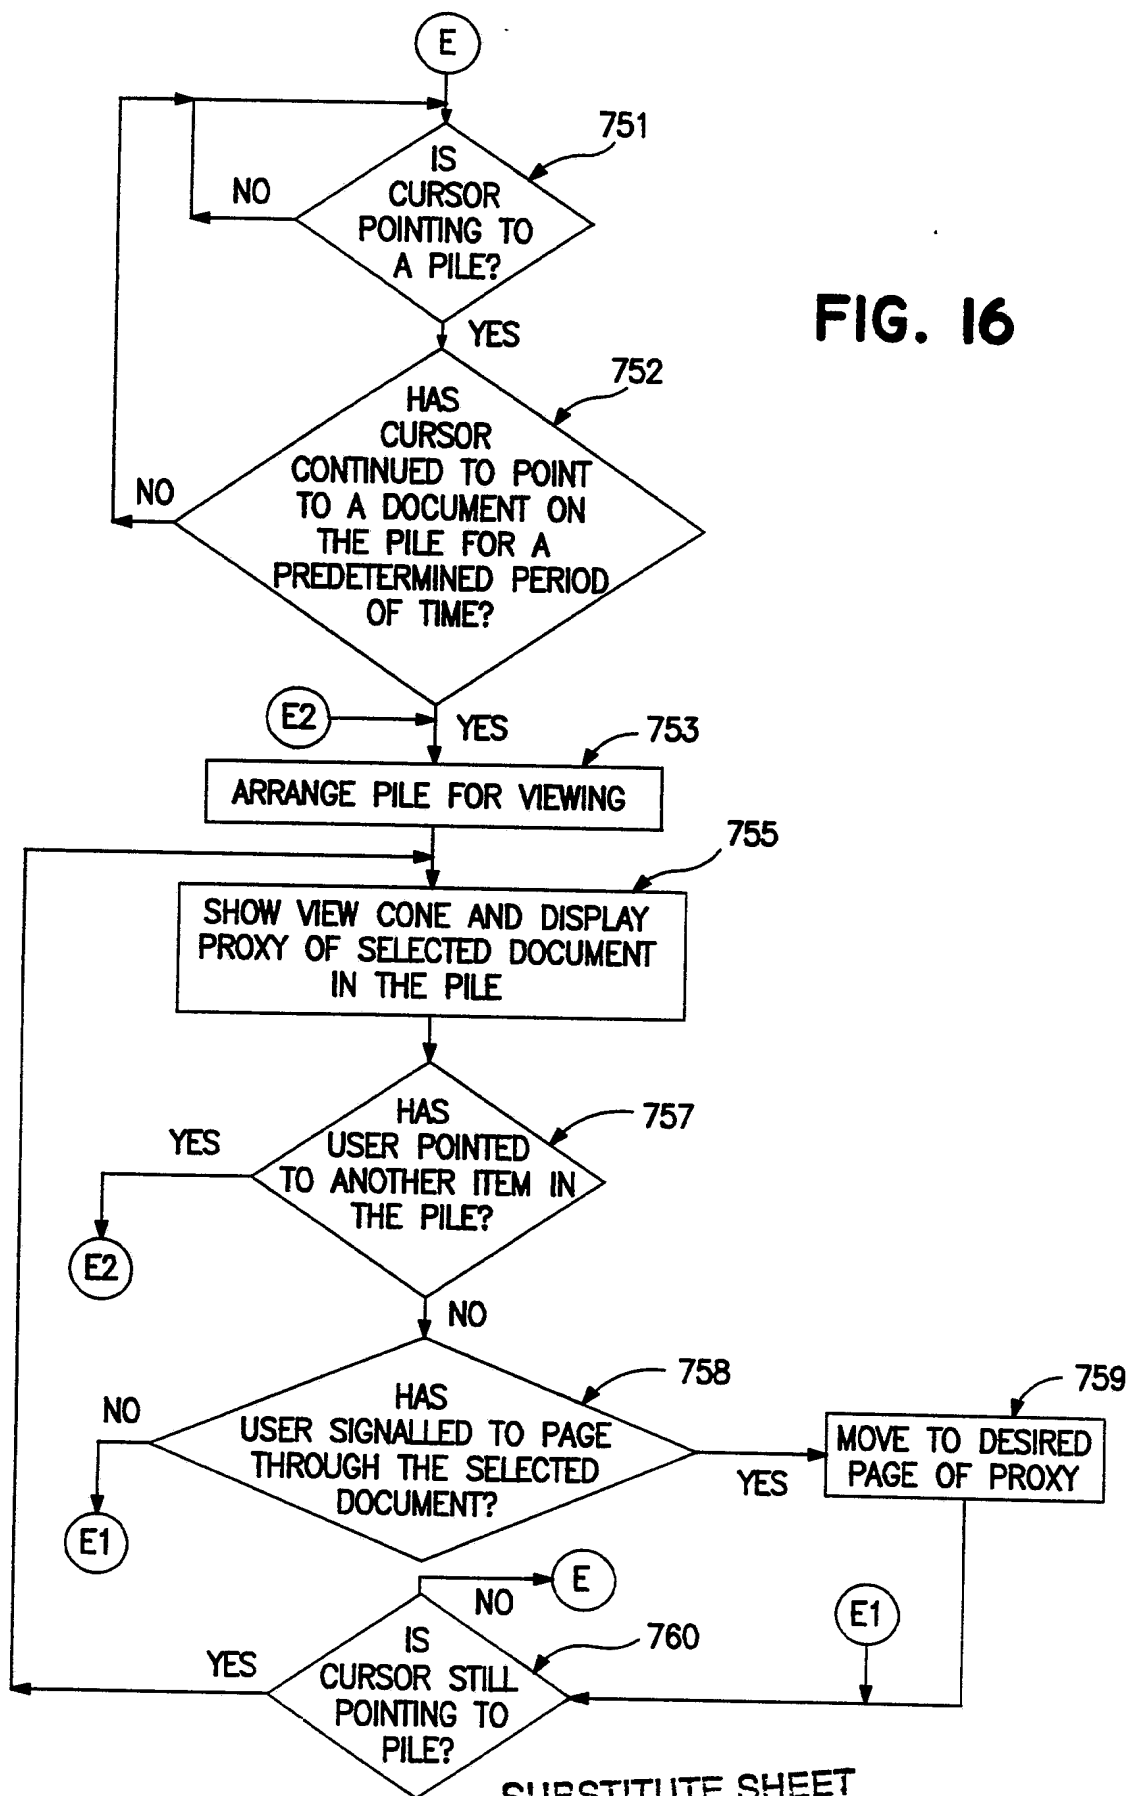 E
751
IS
CURSOR
POINTING TO
A PILE?
NO
YES
FIG. 16
752
HAS
CURSOR
CONTINUED TO POINT
TO A DOCUMENT ON
THE PILE FOR A
PREDETERMINED PERIOD
OF TIME?
NO
E2
YES
753
ARRANGE PILE FOR VIEWING
755
SHOW VIEW CONE AND DISPLAY
PROXY OF SELECTED DOCUMENT
IN THE PILE
757
HAS
USER POINTED
TO ANOTHER ITEM IN
THE PILE?
YES
E2
NO
758
HAS
USER SIGNALLED TO PAGE
THROUGH THE SELECTED
DOCUMENT?
NO
E1
YES
759
MOVE TO DESIRED
PAGE OF PROXY
E
NO
E1
760
IS
CURSOR STILL
POINTING TO
PILE?
YES
SUBSTITUTE SHEET